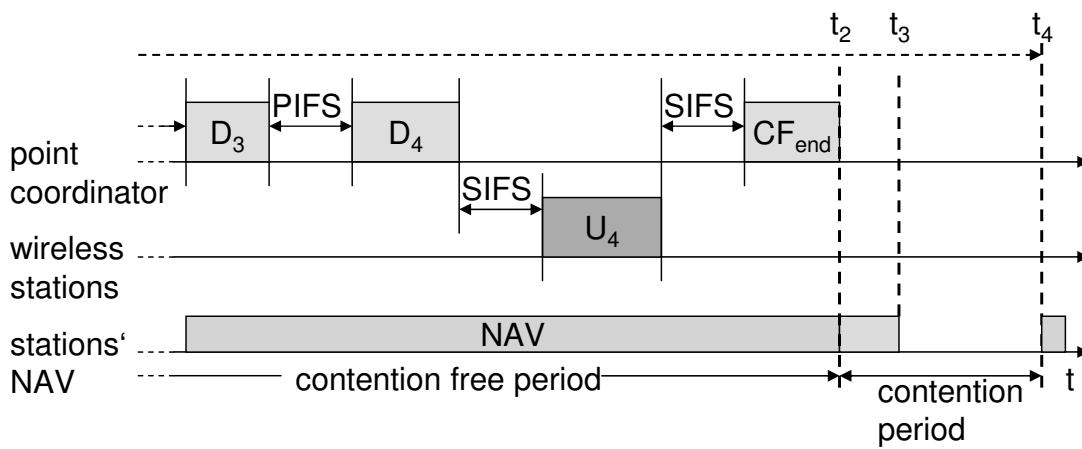 t2 t3 t4
PIFS SIFS
D3 D4 CFend
point
coordinator
SIFS
U4
wireless
stations
NAV
stations‘
NAV
contention free period
t
contention
period